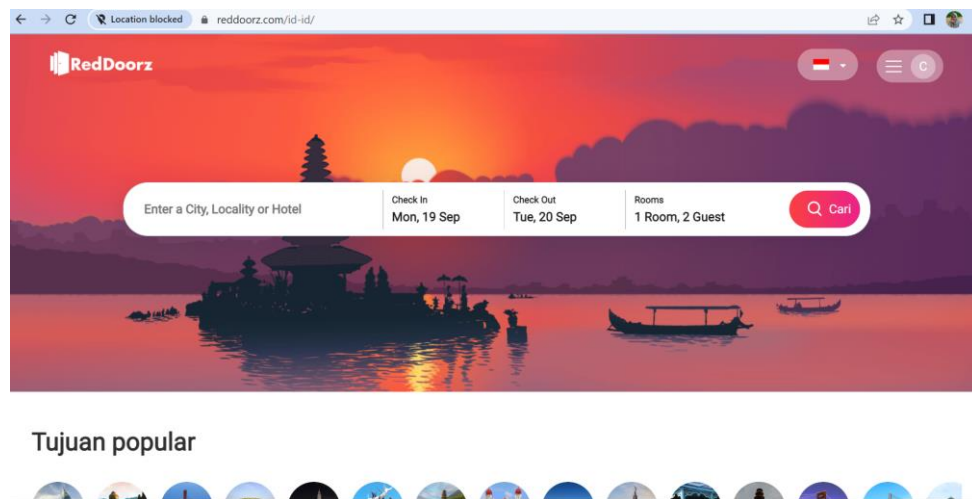 Location blocked
reddoorz.com/id-id/
RedDoorz
C
Enter a City, Locality or Hotel
Check In
Mon, 19 Sep
Check Out
Tue, 20 Sep
Rooms
1 Room, 2 Guest
Cari
Tujuan popular